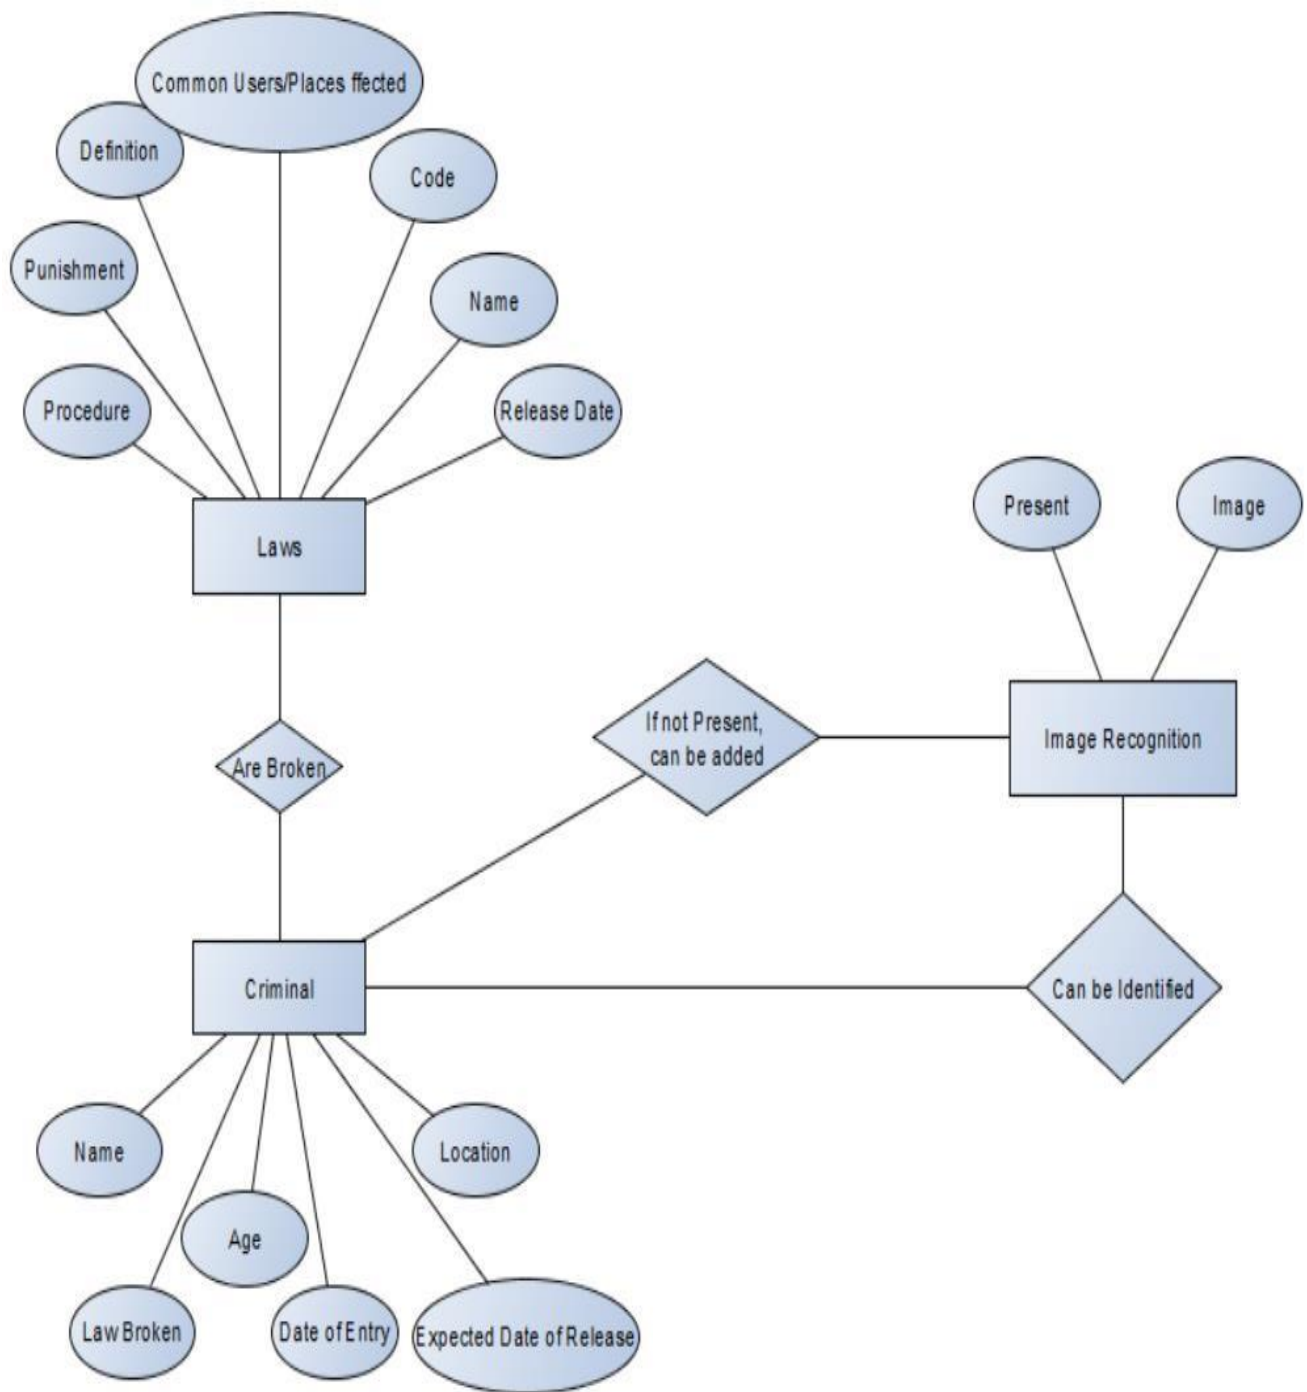 Common Users/Places ffected
Definition
Code
Punishment
Name
Procedure
Release Date
Laws
Present
Image
If not Present,
can be added
Image Recognition
Are Broken
Criminal
Can be Identified
Name
Location
Age
Law Broken
Date of Entry
Expected Date of Release